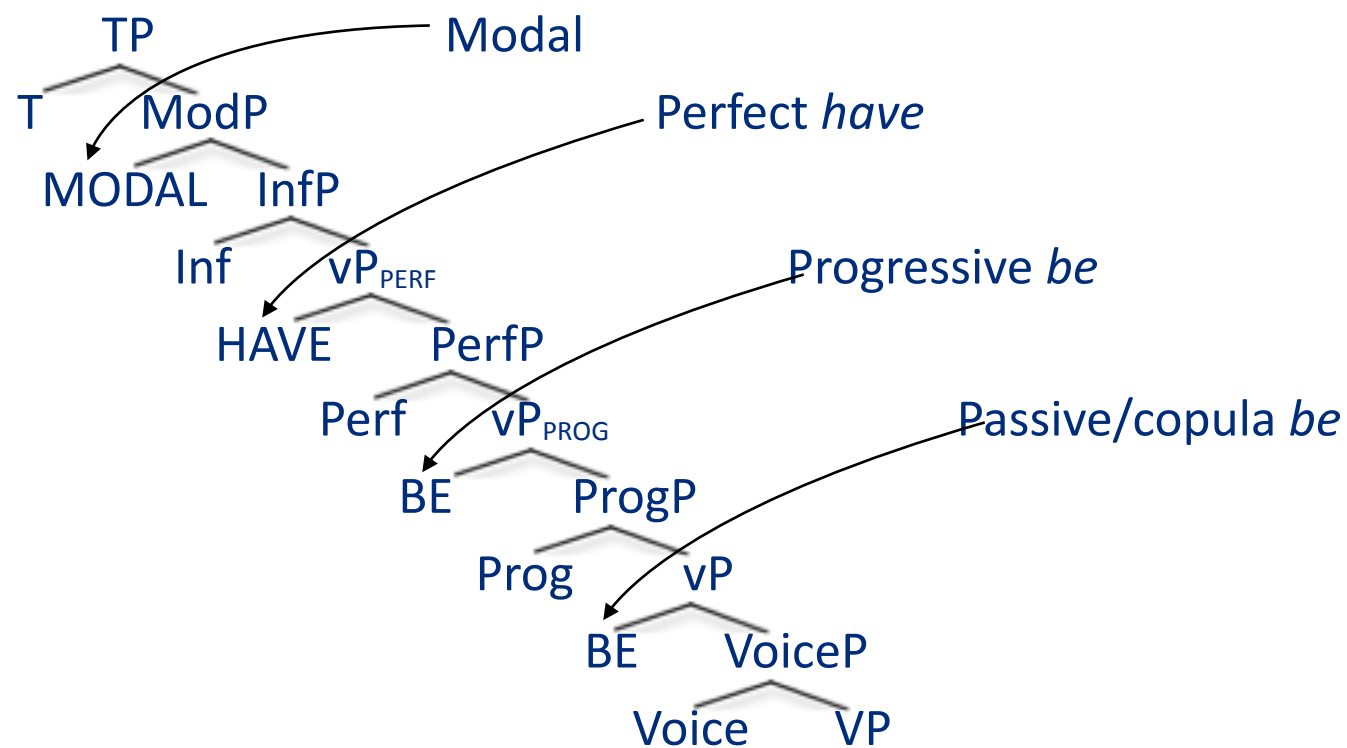 TP Modal
T ModP Perfect have
MODAL InfP
Inf vPPERF Progressive be
HAVE PerfP
Perf vPPROG Passive/copula be
BE ProgP
Prog vP
BE VoiceP
Voice VP